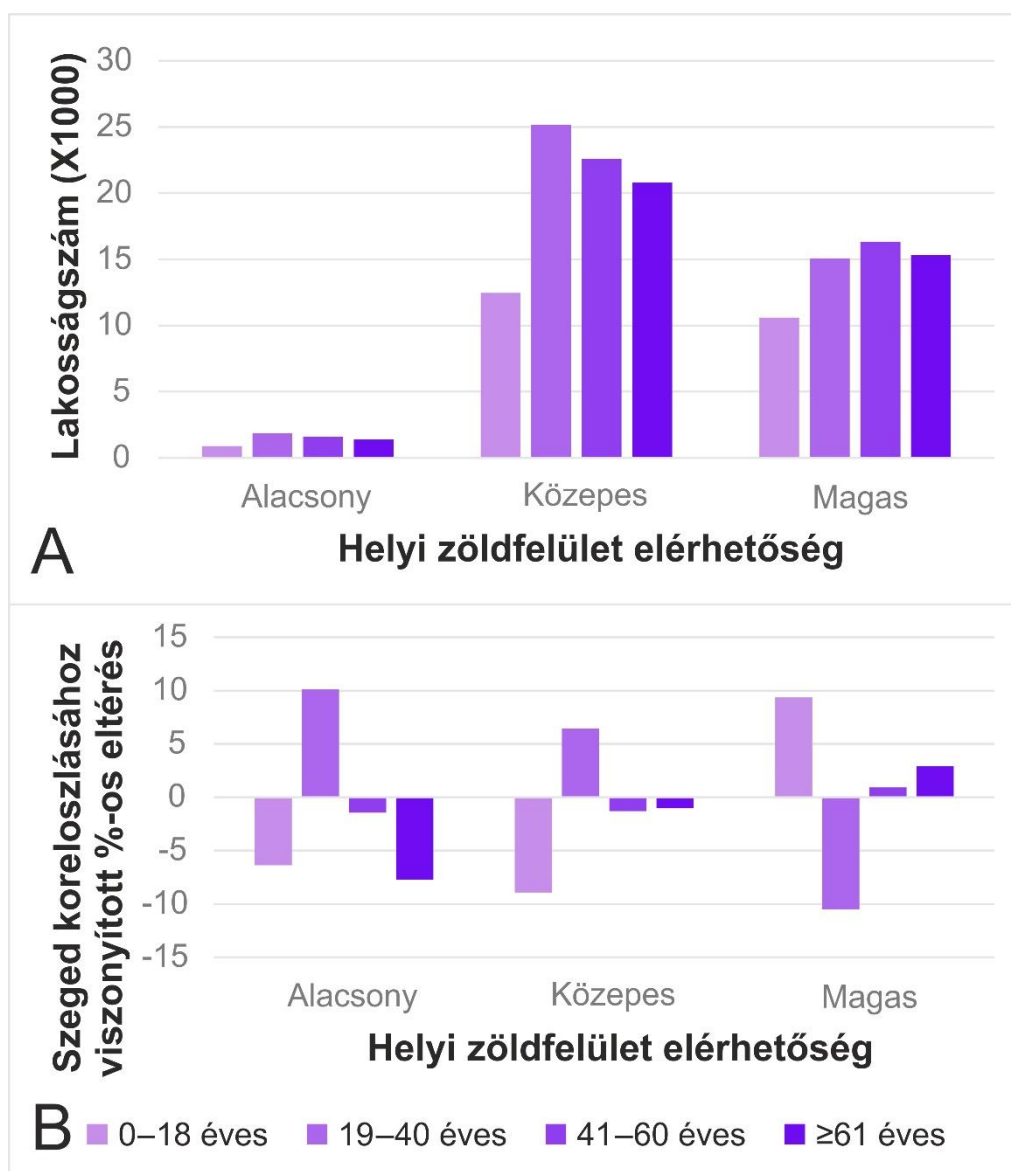 Lakosságszám (X1000)
30
25
20
15
10
5
0
Alacsony Közepes Magas
Helyi zöldfelület elérhetőség
A
Szeged koreloszlásához
viszonyított %-os eltérés
15
10
5
0
-5
-10
-15
Alacsony Közepes Magas
Helyi zöldfelület elérhetőség
B
0–18 éves 19–40 éves 41–60 éves ≥61 éves